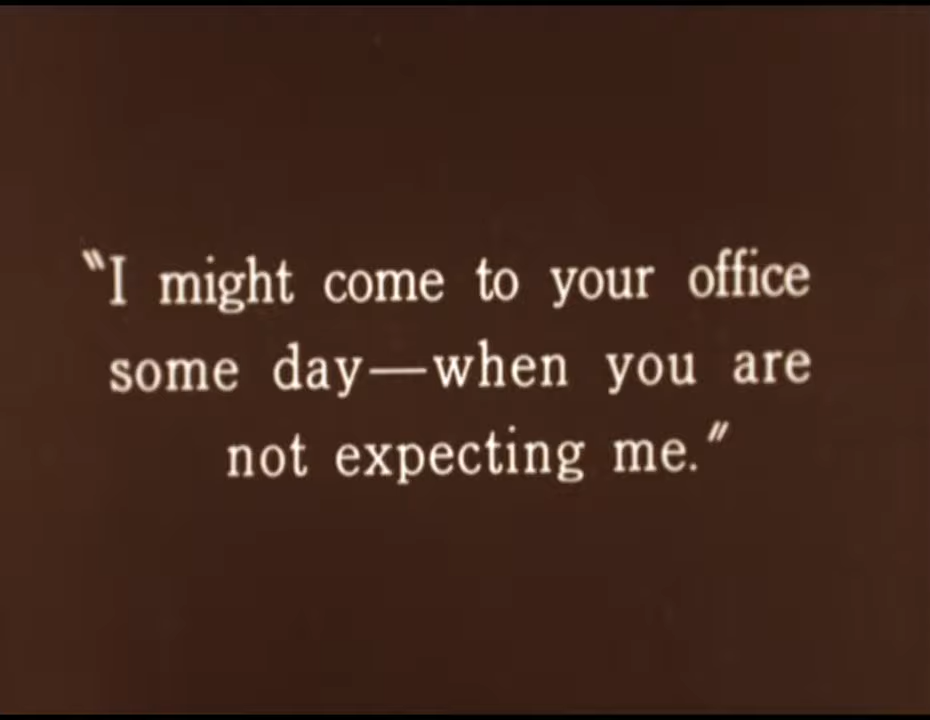 "I might come to your office
some day—when you are
not expecting me."